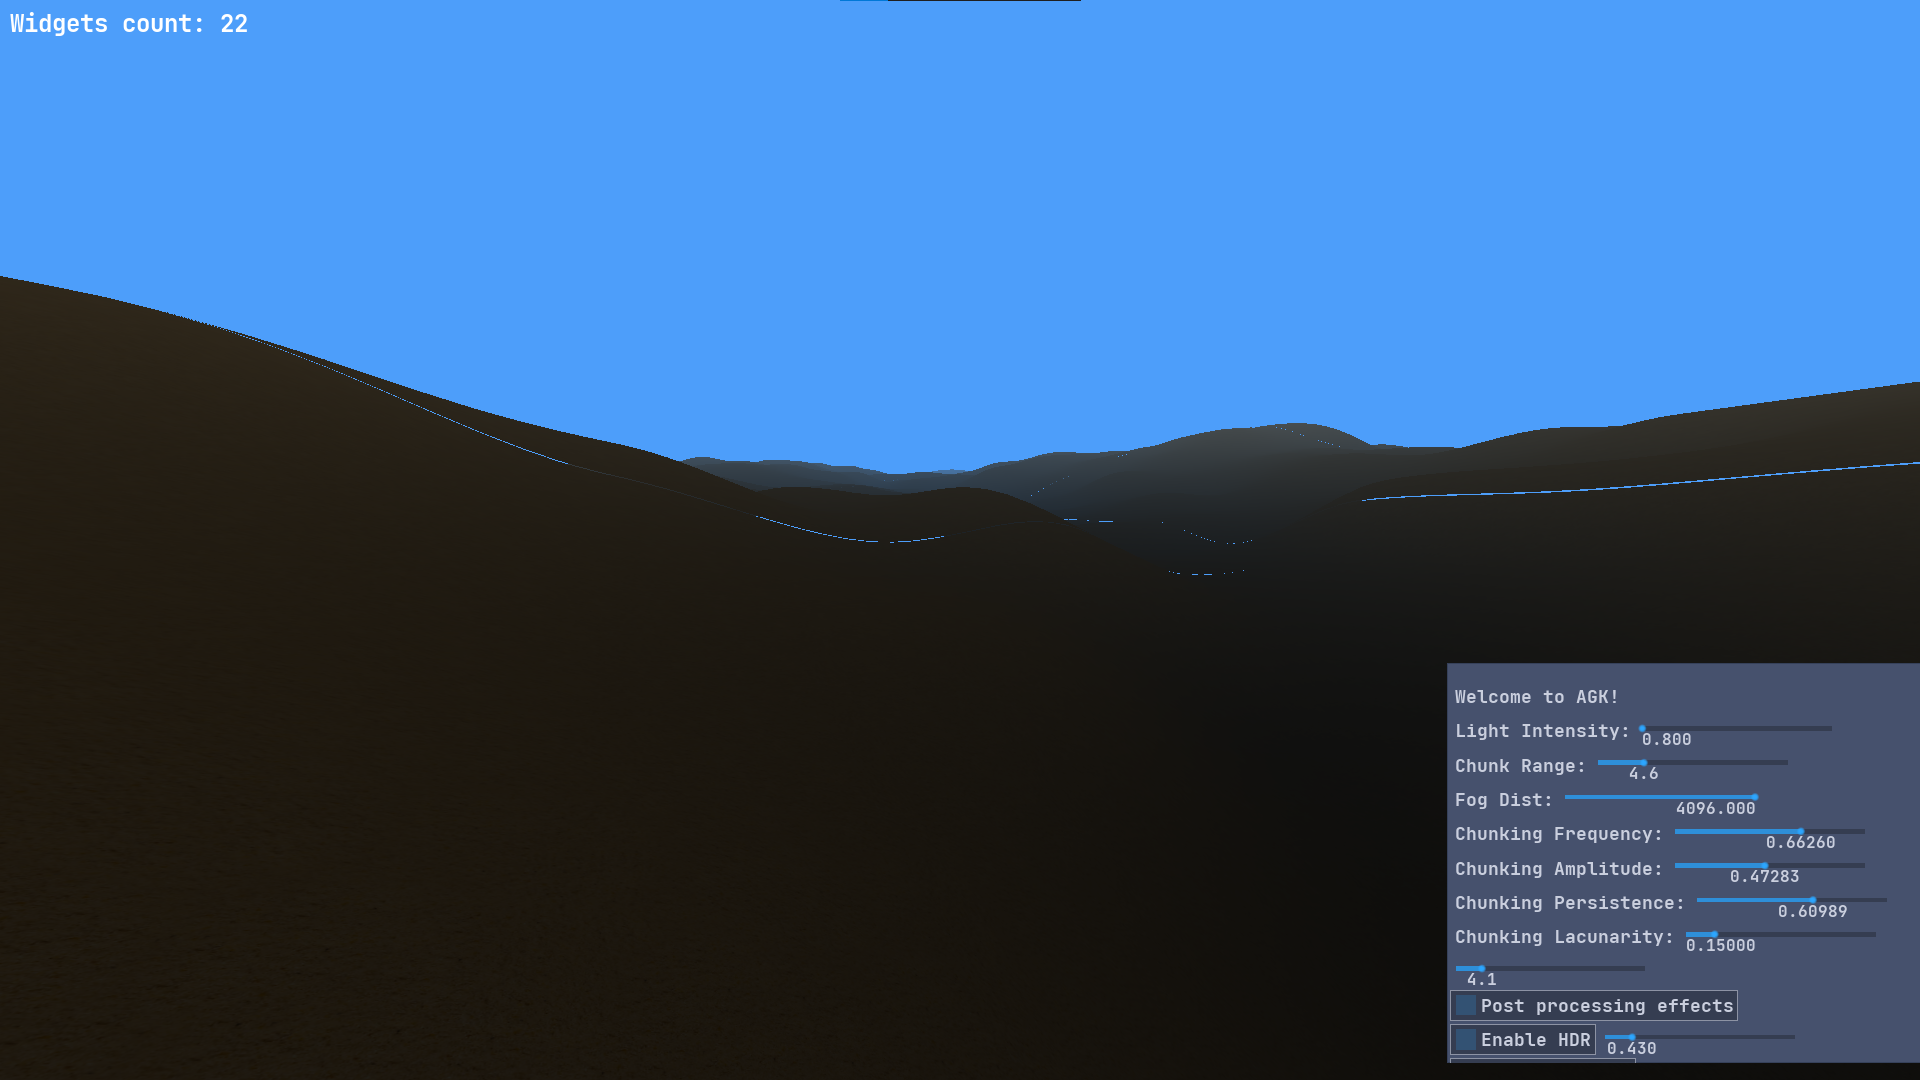 Widgets count: 22
Welcome to AGK!
Light Intensity: 0.800
Chunk Range: 4.6
Fog Dist: 4096.000
Chunking Frequency: 0.66260
Chunking Amplitude: 0.47283
Chunking Persistence: 0.60989
Chunking Lacunarity: 0.15000
4.1
Post processing effects
Enable HDR 0.430